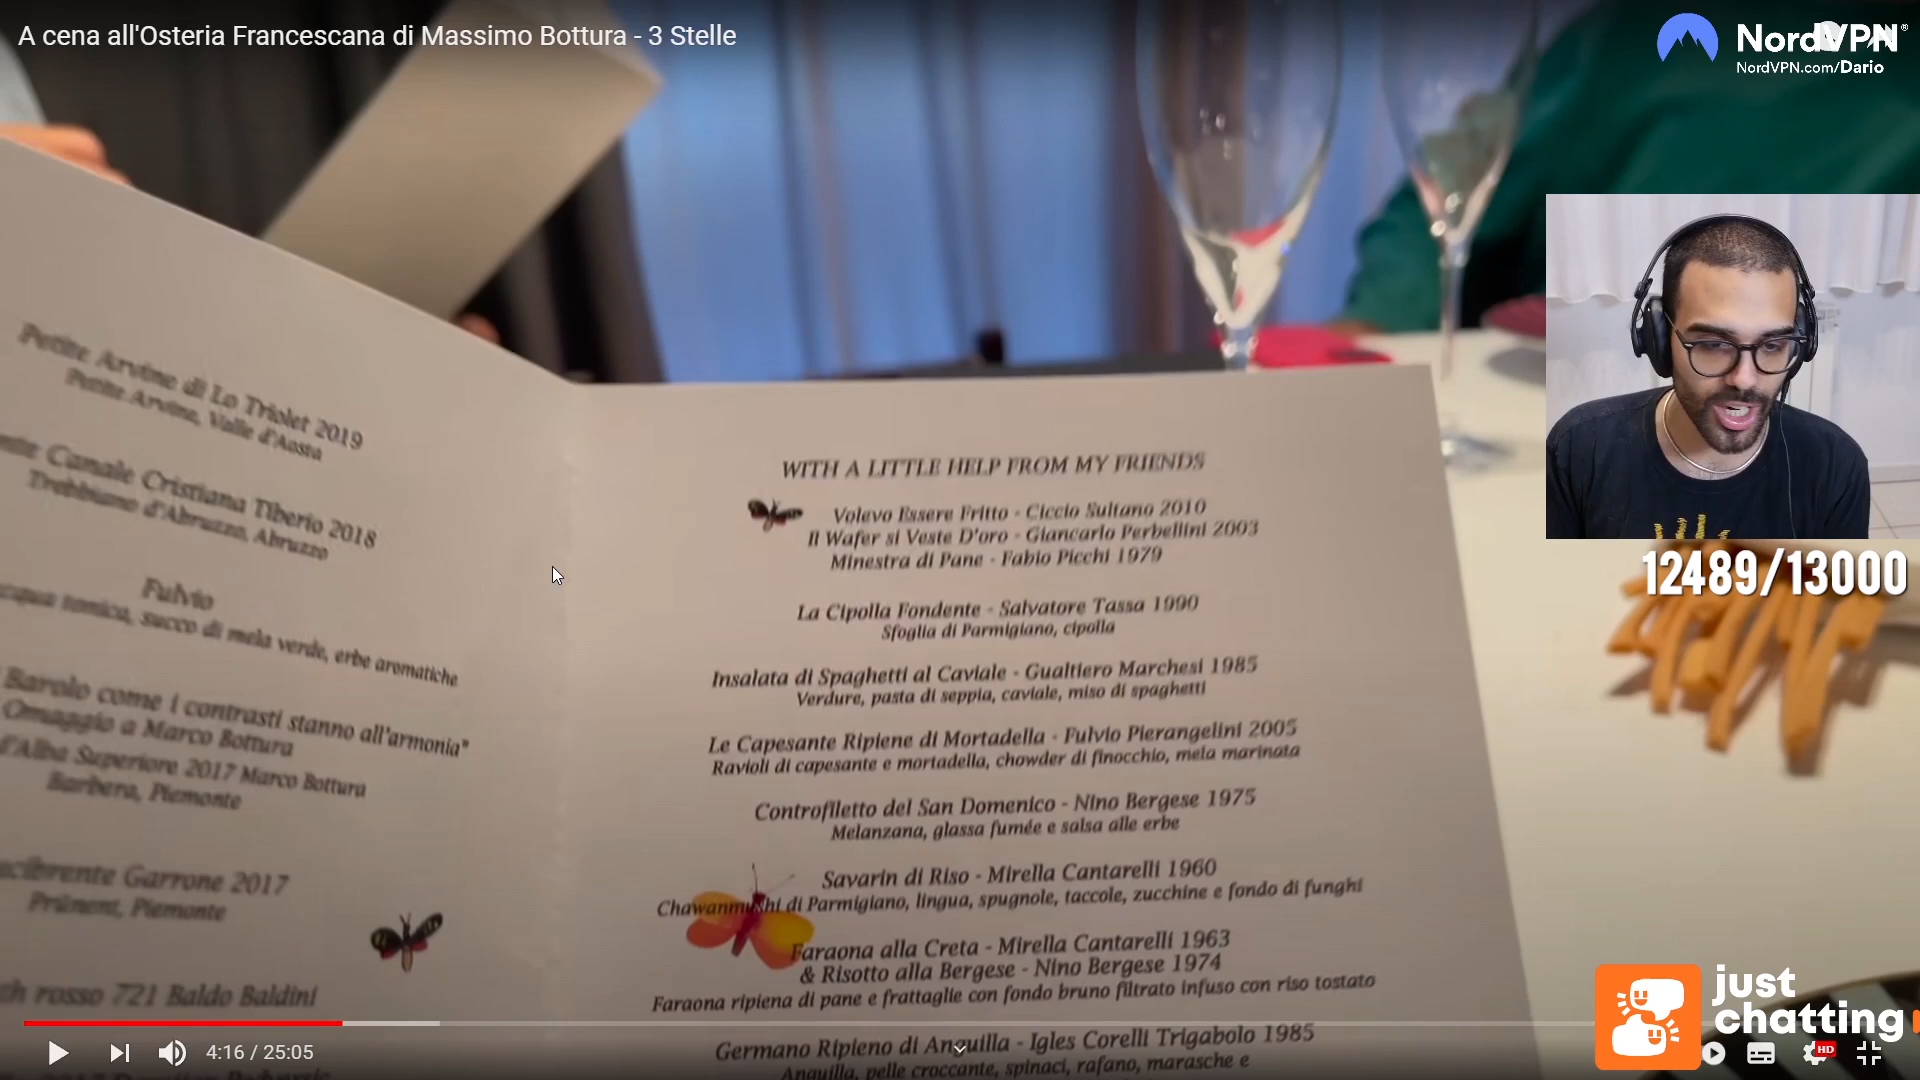 A cena all'Osteria Francescana di Massimo Bottura - 3 Stelle
NordVPN®
NordVPN.com/Dario
Petite Arvine di Lo Triolet 2019
Petite Arvine, Valle d'Aosta
Canale Cristiana Tiberio 2018
Trebbiano d'Abruzzo, Abruzzo
Fulvio
tonica, succo di mela verde, erbe aromatiche
Barolo come i contrasti stanno all'armonia"
Omaggio a Marco Bottura
d'Alba Superiore 2017 Marco Bottura
Barbera, Piemonte
Garrone 2017
Prünent, Piemonte
rosso 721 Baldo Baldini
WITH A LITTLE HELP FROM MY FRIENDS
Volevo Essere Fritto - Ciccio Sultano 2010
Il Wafer si Veste D'oro - Giancarlo Perbellini 2003
Minestra di Pane - Fabio Picchi 1979
La Cipolla Fondente - Salvatore Tassa 1990
Sfoglia di Parmigiano, cipolla
Insalata di Spaghetti al Caviale - Gualtiero Marchesi 1985
Verdure, pasta di seppia, caviale, miso di spaghetti
Le Capesante Ripiene di Mortadella - Fulvio Pierangelini 2005
Ravioli di capesante e mortadella, chowder di finocchio, mela marinata
Controfiletto del San Domenico - Nino Bergese 1975
Melanzana, glassa fumée e salsa alle erbe
Savarin di Riso - Mirella Cantarelli 1960
Chawanmushi di Parmigiano, lingua, spugnole, taccole, zucchine e fondo di funghi
Faraona alla Creta - Mirella Cantarelli 1963
& Risotto alla Bergese - Nino Bergese 1974
Faraona ripiena di pane e frattaglie con fondo bruno filtrato infuso con riso tostato
Germano Ripieno di Anguilla - Igles Corelli Trigabolo 1985
Anguilla, pelle croccante, spinaci, rafano, marasche e
12489/13000
just
chatting
4:16 / 25:05
HD